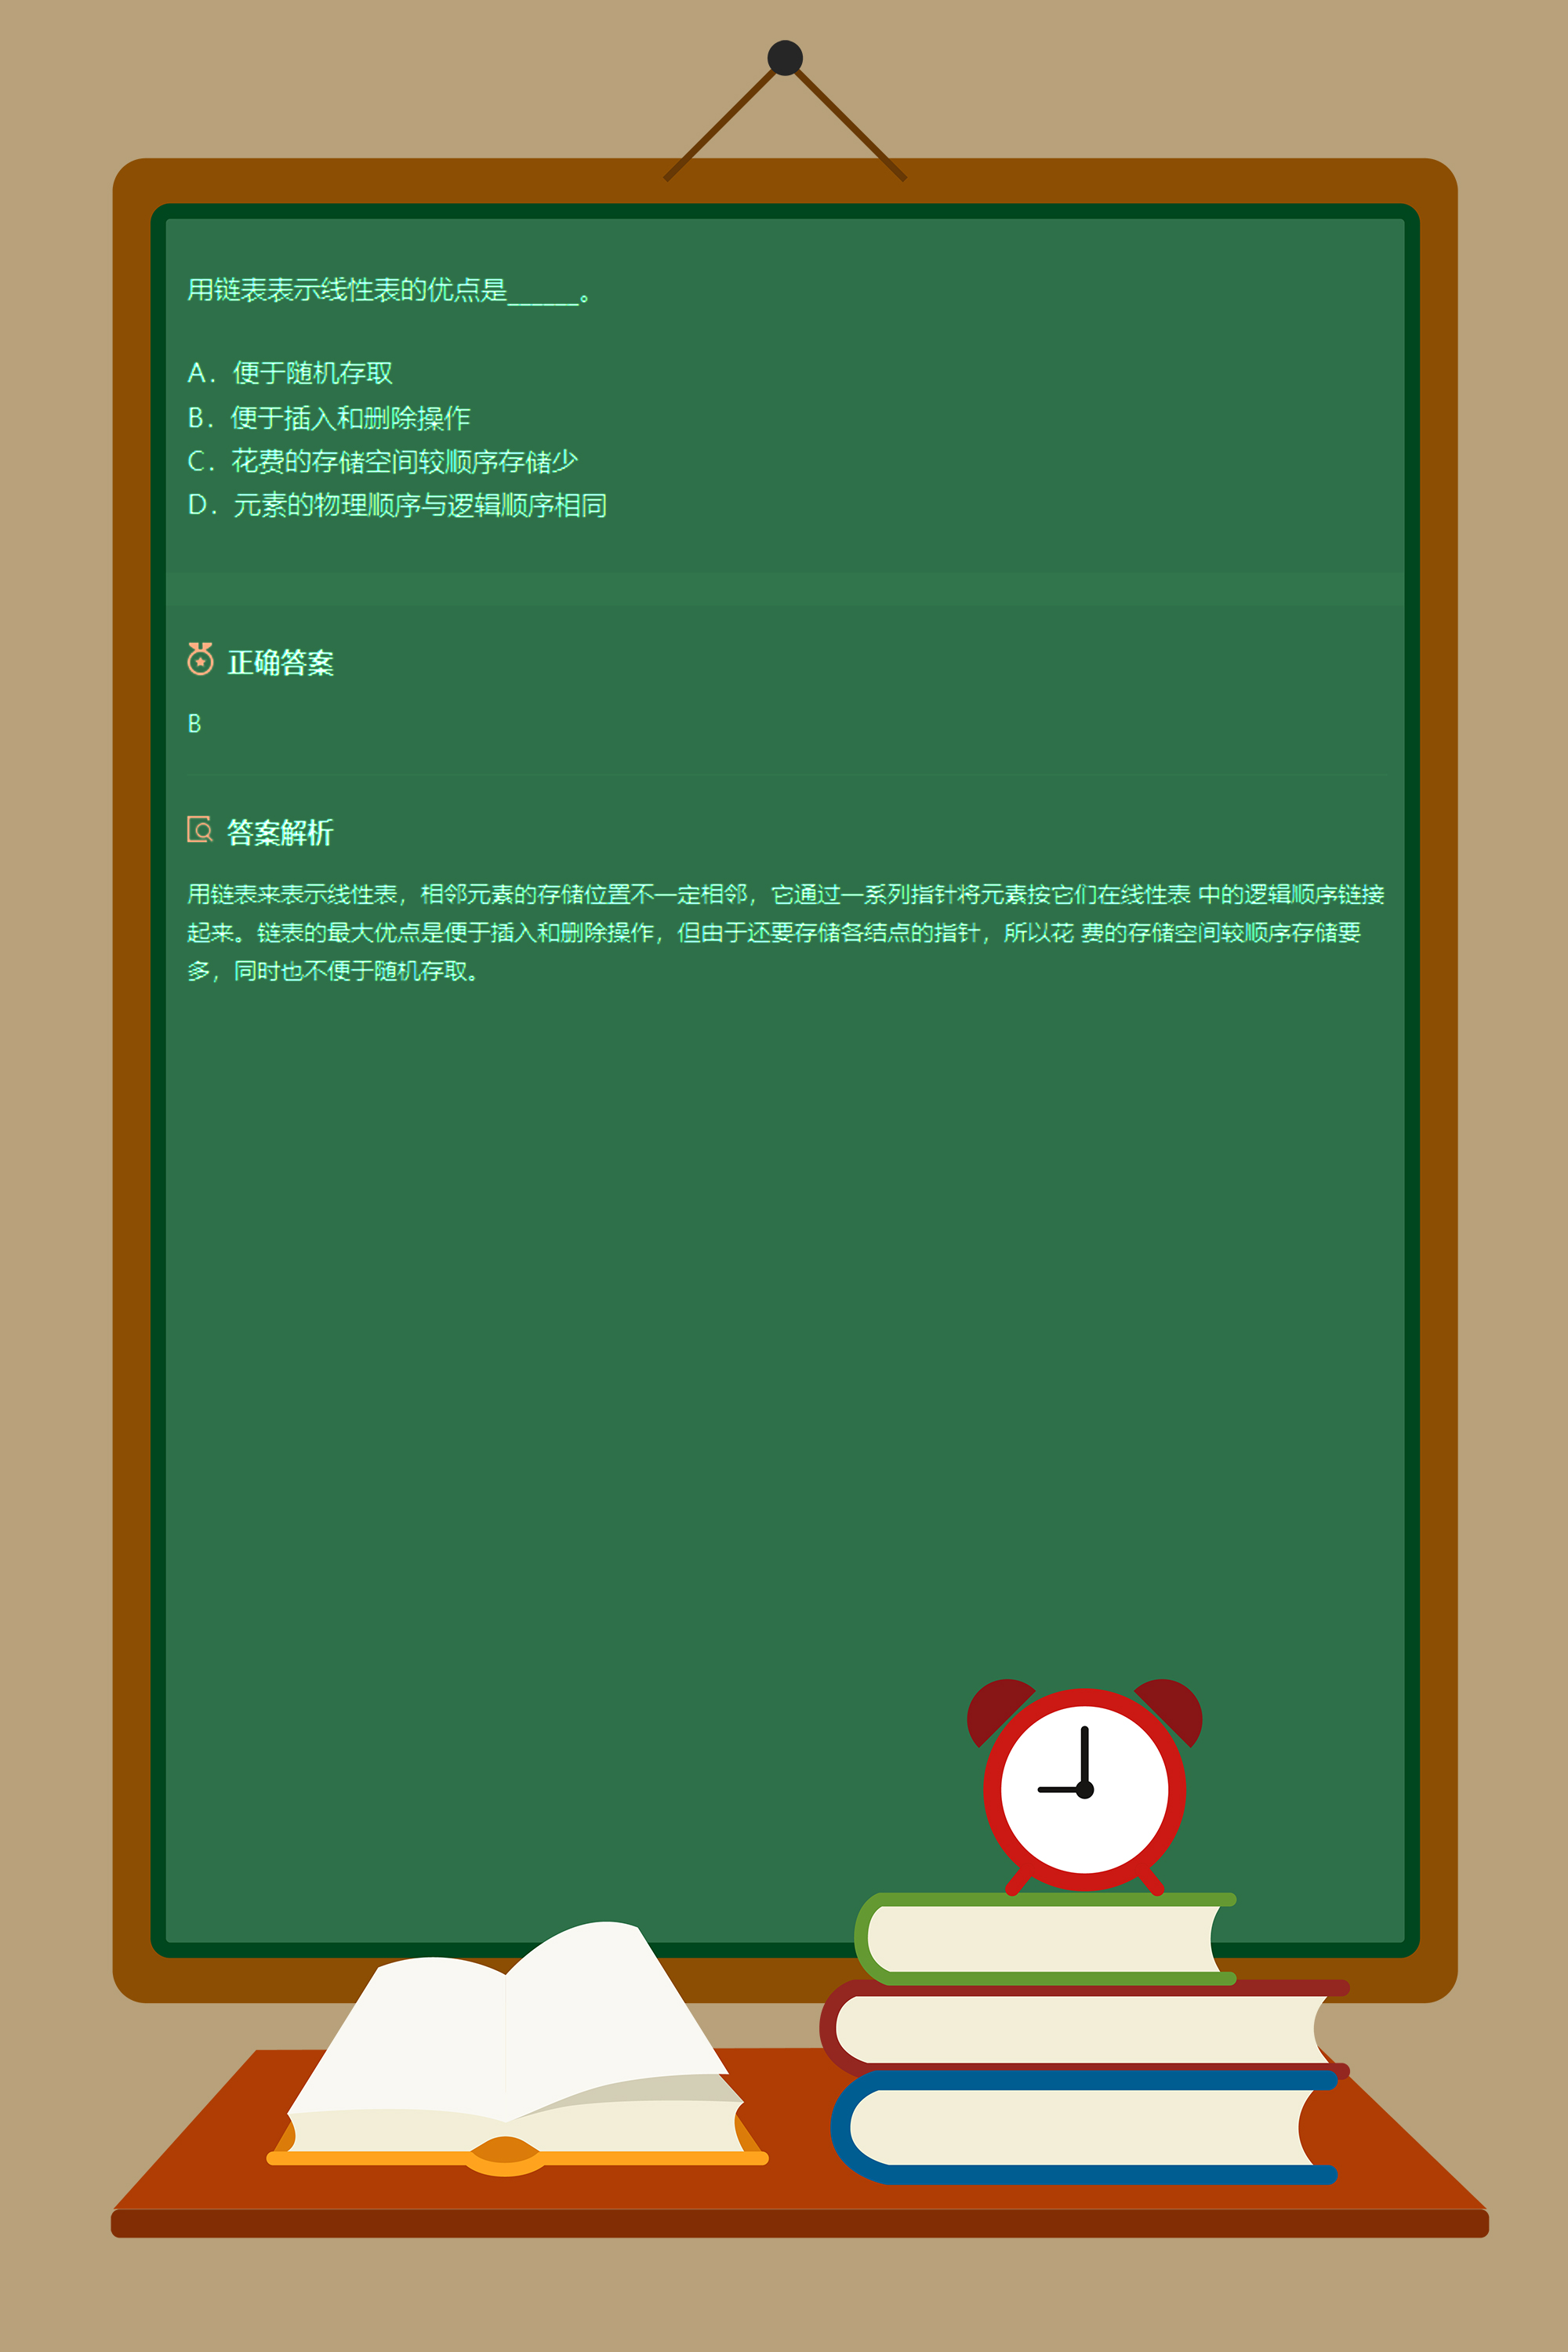 用链表表示线性表的优点是______。
A. 便于随机存取
B. 便于插入和删除操作
C. 花费的存储空间较顺序存储少
D. 元素的物理顺序与逻辑顺序相同
正确答案
B
答案解析
用链表来表示线性表，相邻元素的存储位置不一定相邻，它通过一系列指针将元素按它们在线性表 中的逻辑顺序链接
起来。链表的最大优点是便于插入和删除操作，但由于还要存储各结点的指针，所以花 费的存储空间较顺序存储要
多，同时也不便于随机存取。